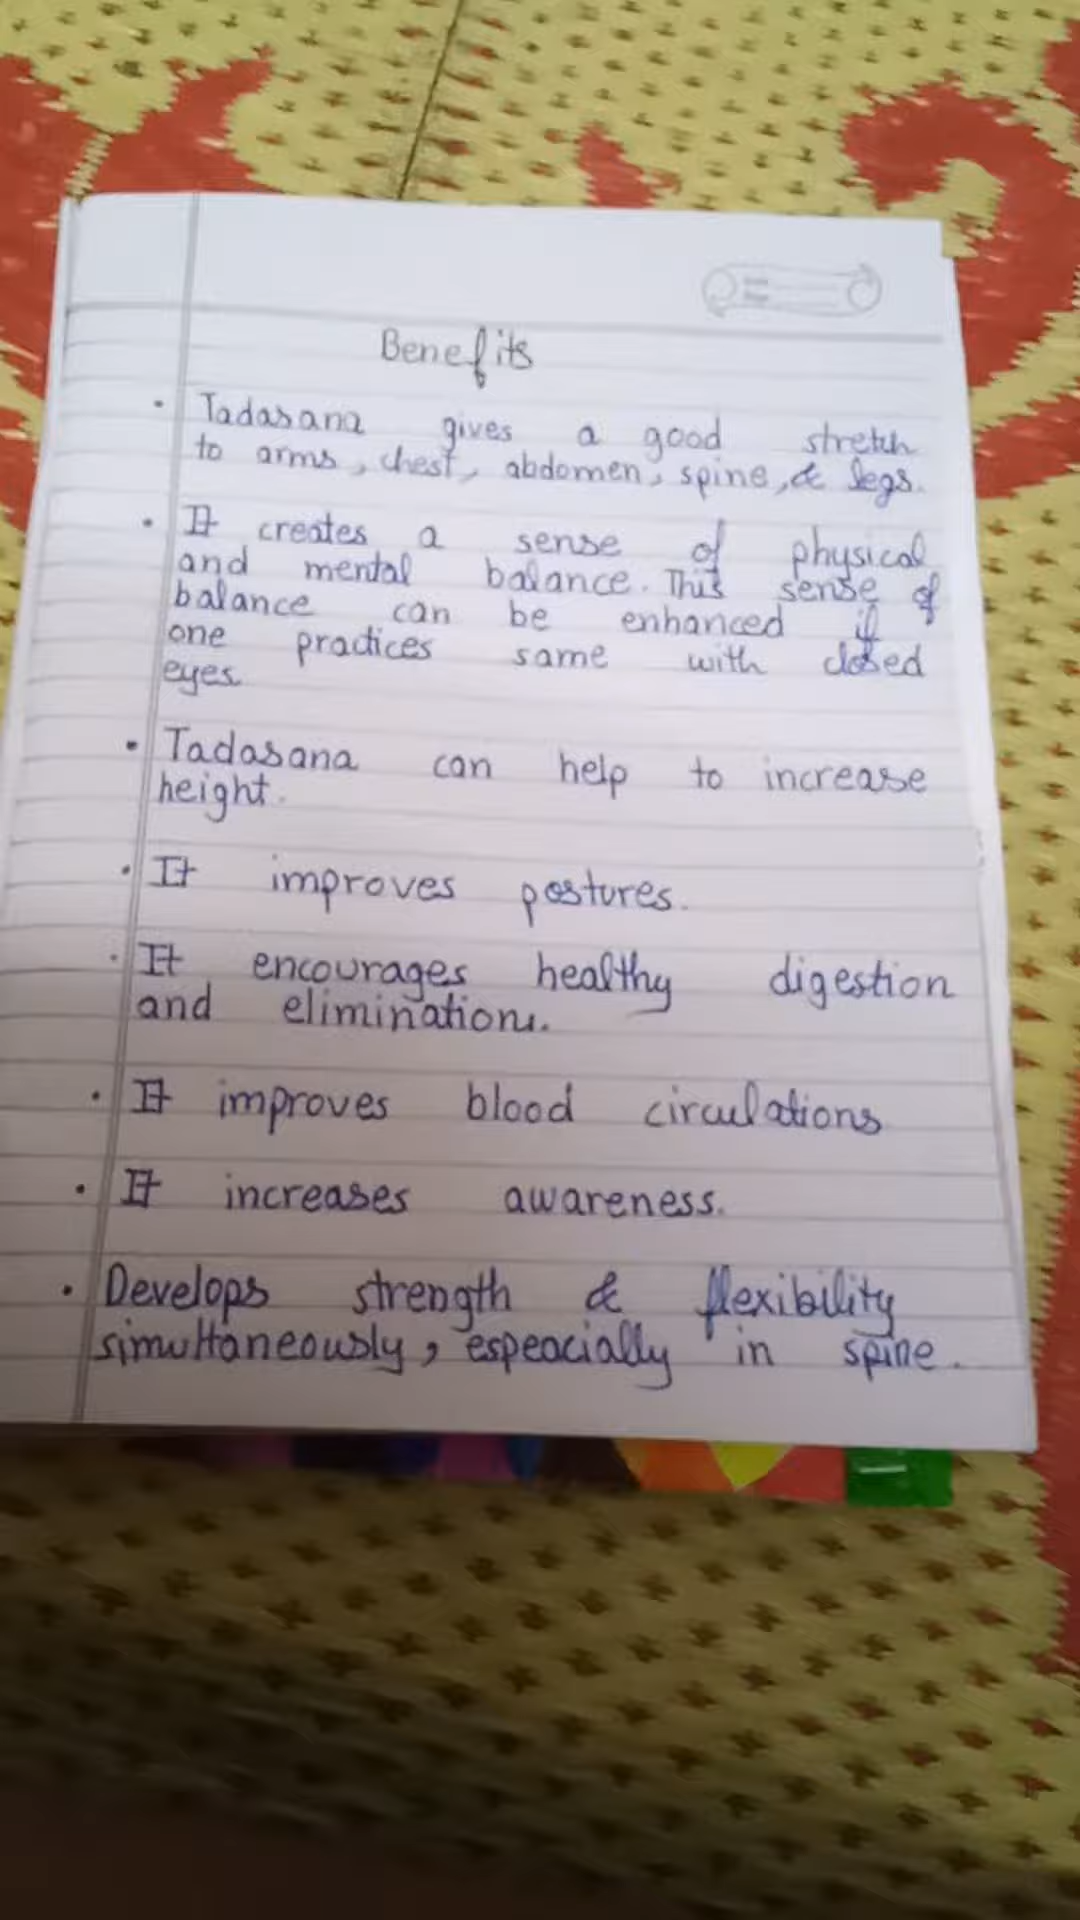 Benefits
• Tadasana gives a good stretch
to arms, chest, abdomen, spine, & legs.
• It creates a sense of physical
and mental balance. This sense of
balance can be enhanced if
one practices same with closed
eyes
• Tadasana can help to increase
height.
• It improves postures.
• It encourages healthy digestion
and elimination.
• It improves blood circulations
• It increases awareness.
• Develops strength & flexibility
simultaneously, espeacially in spine.